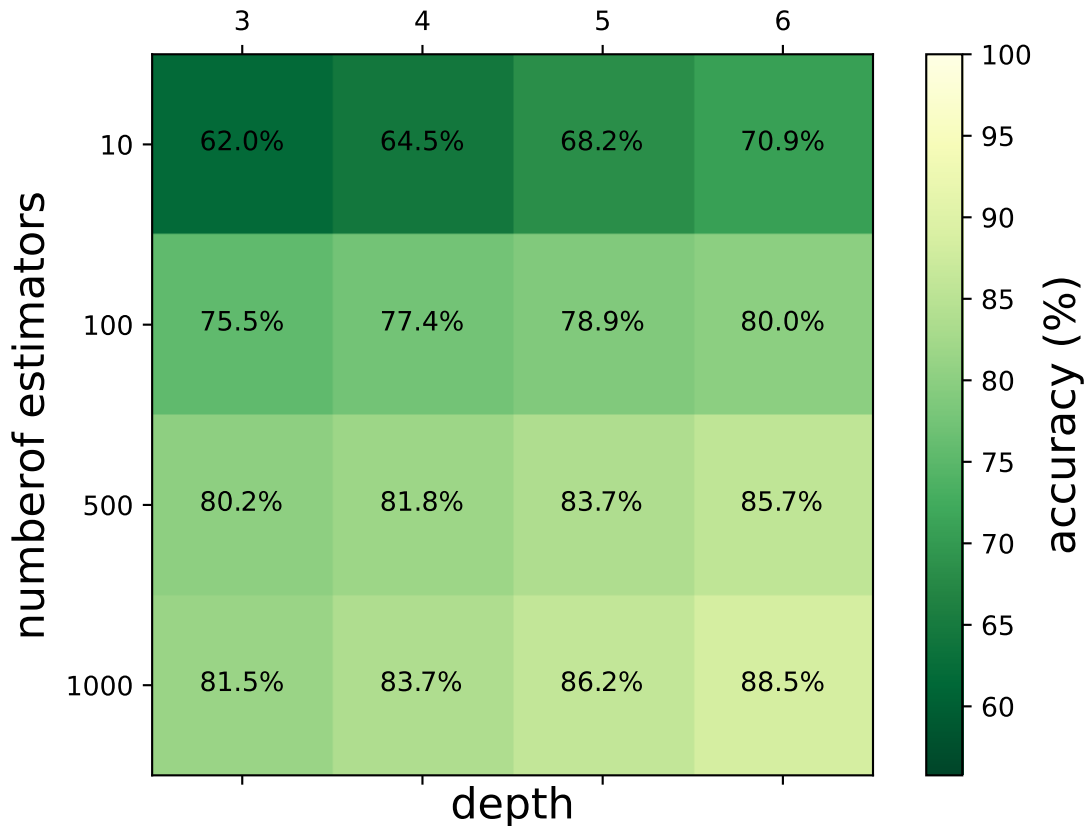 3 4 5 6
10 62.0% 64.5% 68.2% 70.9%
100 75.5% 77.4% 78.9% 80.0%
500 80.2% 81.8% 83.7% 85.7%
1000 81.5% 83.7% 86.2% 88.5%
numberof estimators
depth
100
95
90
85
80
75
70
65
60
accuracy (%)